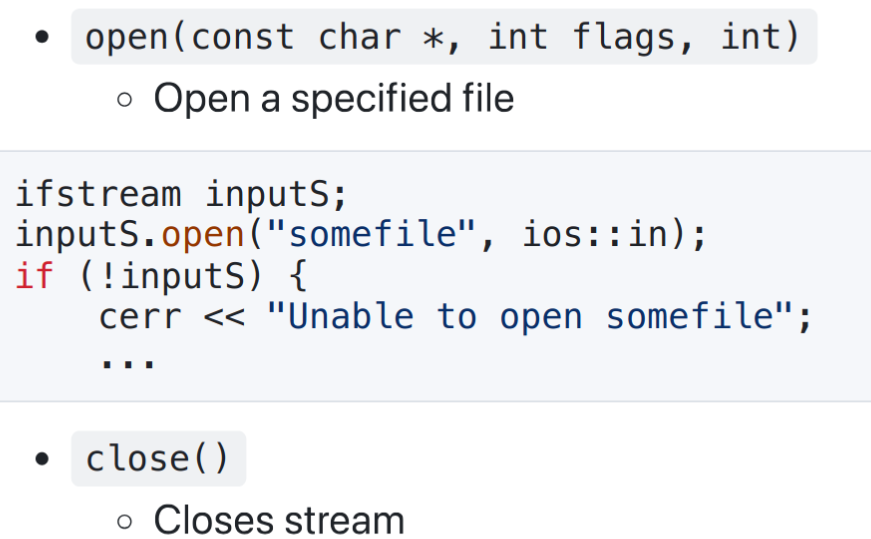 • open(const char *, int flags, int)
◦ Open a specified file
ifstream inputS;
inputS.open("somefile", ios::in);
if (!inputS) {
    cerr << "Unable to open somefile";
    ...
• close()
◦ Closes stream